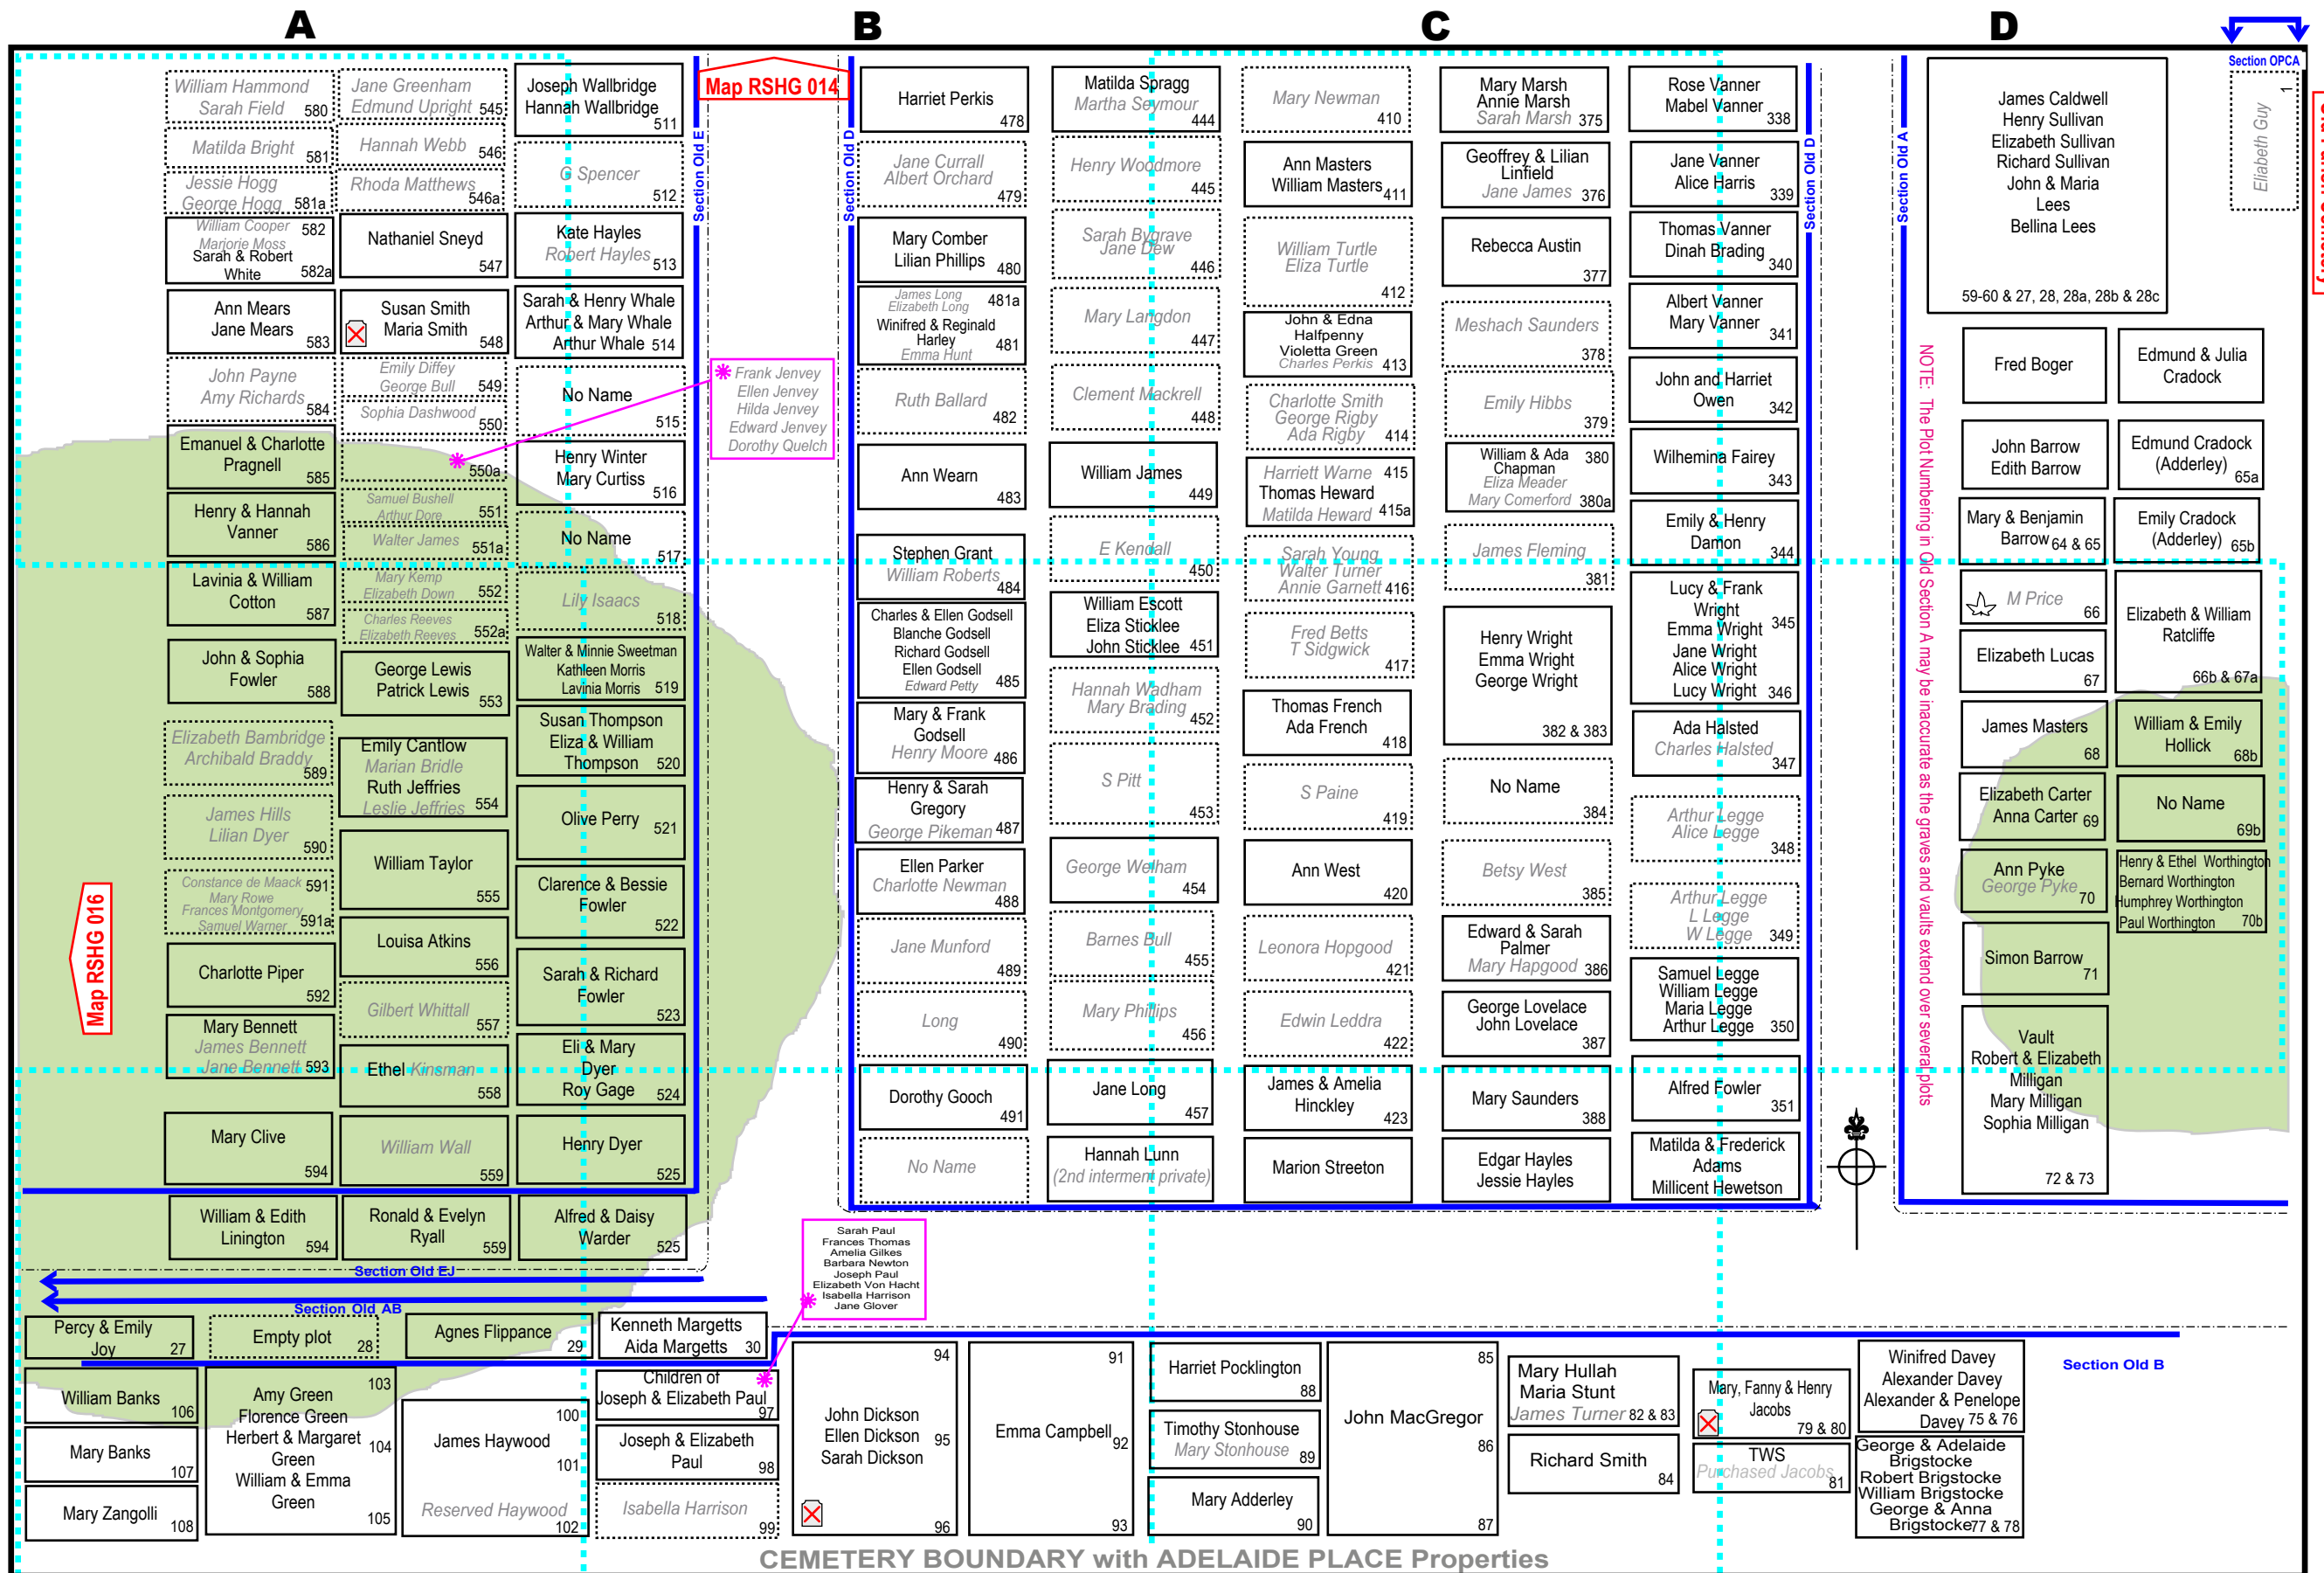 A
B
C
D
Section OPCA
Map RSHG 014
Map RSHG 016
Section Old E
Section Old D
Section Old D
Section Old A
William Hammond
Sarah Field 580
Matilda Bright 581
Jessie Hogg
George Hogg 581a
William Cooper 582
Marjorie Moss
Sarah & Robert
White 582a
Ann Mears
Jane Mears
583
John Payne
Amy Richards
584
Emanuel & Charlotte
Pragnell
585
Henry & Hannah
Vanner
586
Lavinia & William
Cotton
587
John & Sophia
Fowler
588
Elizabeth Bambridge
Archibald Braddy
589
James Hills
Lilian Dyer
590
Constance de Maack 591
Mary Rowe
Frances Montgomery
Samuel Warner 591a
Charlotte Piper
592
Mary Bennett
James Bennett
Jane Bennett 593
Mary Clive
594
William & Edith
Linington
594
Jane Greenham
Edmund Upright 545
Hannah Webb
546
Rhoda Matthews
546a
Nathaniel Sneyd
547
Susan Smith
Maria Smith
548
Emily Diffey
George Bull 549
Sophia Dashwood
550
550a
Samuel Bushell
Arthur Dore 551
Walter James
551a
Mary Kemp
Elizabeth Down 552
Charles Reeves
Elizabeth Reeves 552a
George Lewis
Patrick Lewis
553
Emily Cantlow
Marian Bridle
Ruth Jeffries
Leslie Jeffries 554
William Taylor
555
Louisa Atkins
556
Gilbert Whittall
557
Ethel Kinsman
558
William Wall
559
Ronald & Evelyn
Ryall
559
Joseph Wallbridge
Hannah Wallbridge
511
G Spencer
512
Kate Hayles
Robert Hayles 513
Sarah & Henry Whale
Arthur & Mary Whale
Arthur Whale 514
No Name
515
Henry Winter
Mary Curtiss
516
No Name
517
Lily Isaacs
518
Walter & Minnie Sweetman
Kathleen Morris
Lavinia Morris 519
Susan Thompson
Eliza & William
Thompson 520
Olive Perry
521
Clarence & Bessie
Fowler
522
Sarah & Richard
Fowler
523
Eli & Mary
Dyer
Roy Gage 524
Henry Dyer
525
Alfred & Daisy
Warder
525
Frank Jenvey
Ellen Jenvey
Hilda Jenvey
Edward Jenvey
Dorothy Quelch
Harriet Perkis
478
Jane Currall
Albert Orchard
479
Mary Comber
Lilian Phillips
480
James Long 481a
Elizabeth Long
Winifred & Reginald
Harley 481
Emma Hunt
Ruth Ballard
482
Ann Wearn
483
Stephen Grant
William Roberts
484
Charles & Ellen Godsell
Blanche Godsell
Richard Godsell
Ellen Godsell
Edward Petty 485
Mary & Frank
Godsell
Henry Moore 486
Henry & Sarah
Gregory
George Pikeman 487
Ellen Parker
Charlotte Newman
488
Jane Munford
489
Long
490
Dorothy Gooch
491
No Name
Matilda Spragg
Martha Seymour
444
Henry Woodmore
445
Sarah Bygrave
Jane Dew
446
Mary Langdon
447
Clement Mackrell
448
William James
449
E Kendall
450
William Escott
Eliza Sticklee
John Sticklee 451
Hannah Wadham
Mary Brading
452
S Pitt
453
George Welham
454
Barnes Bull
455
Mary Phillips
456
Jane Long
457
Hannah Lunn
(2nd interment private)
Mary Newman
410
Ann Masters
William Masters
411
William Turtle
Eliza Turtle
412
John & Edna
Halfpenny
Violetta Green
Charles Perkis 413
Charlotte Smith
George Rigby
Ada Rigby 414
Harriett Warne 415
Thomas Heward
Matilda Heward 415a
Sarah Young
Walter Turner
Annie Garnett 416
Fred Betts
T Sidgwick
417
Thomas French
Ada French
418
S Paine
419
Ann West
420
Leonora Hopgood
421
Edwin Leddra
422
James & Amelia
Hinckley
423
Marion Streeton
Mary Marsh
Annie Marsh
Sarah Marsh 375
Geoffrey & Lilian
Linfield
Jane James 376
Rebecca Austin
377
Meshach Saunders
378
Emily Hibbs
379
William & Ada 380
Chapman
Eliza Meader
Mary Comerford 380a
James Fleming
381
Henry Wright
Emma Wright
George Wright
382 & 383
No Name
384
Betsy West
385
Edward & Sarah
Palmer
Mary Hapgood 386
George Lovelace
John Lovelace
387
Mary Saunders
388
Edgar Hayles
Jessie Hayles
Rose Vanner
Mabel Vanner
338
Jane Vanner
Alice Harris
339
Thomas Vanner
Dinah Brading
340
Albert Vanner
Mary Vanner
341
John and Harriet
Owen
342
Wilhemina Fairey
343
Emily & Henry
Damon
344
Lucy & Frank
Wright
Emma Wright 345
Jane Wright
Alice Wright
Lucy Wright 346
Ada Halsted
Charles Halsted
347
Arthur Legge
Alice Legge
348
Arthur Legge
L Legge
W Legge 349
Samuel Legge
William Legge
Maria Legge
Arthur Legge 350
Alfred Fowler
351
Matilda & Frederick
Adams
Millicent Hewetson
NOTE: The Plot Numbering in Old Section A may be inaccurate as the graves and vaults extend over several plots
James Caldwell
Henry Sullivan
Elizabeth Sullivan
Richard Sullivan
John & Maria
Lees
Bellina Lees
59-60 & 27, 28, 28a, 28b & 28c
Eliabeth Guy 1
Fred Boger
Edmund & Julia
Cradock
John Barrow
Edith Barrow
Edmund Cradock
(Adderley)
65a
Mary & Benjamin
Barrow 64 & 65
Emily Cradock
(Adderley) 65b
M Price
66
Elizabeth & William
Ratcliffe
66b & 67a
Elizabeth Lucas
67
James Masters
68
William & Emily
Hollick
68b
Elizabeth Carter
Anna Carter 69
No Name
69b
Ann Pyke
George Pyke 70
Henry & Ethel Worthington
Bernard Worthington
Humphrey Worthington
Paul Worthington 70b
Simon Barrow
71
Vault
Robert & Elizabeth
Milligan
Mary Milligan
Sophia Milligan
72 & 73
Section Old EJ
Section Old AB
Section Old B
Sarah Paul
Frances Thomas
Amelia Gilkes
Barbara Newton
Joseph Paul
Elizabeth Von Hacht
Isabella Harrison
Jane Glover
Percy & Emily
Joy 27
Empty plot
28
Agnes Flippance
29
Kenneth Margetts
Aida Margetts 30
William Banks
106
Mary Banks
107
Mary Zangolli
108
103
Amy Green
Florence Green
Herbert & Margaret 104
Green
William & Emma
Green
105
100
James Haywood
101
Reserved Haywood
102
Children of
Joseph & Elizabeth Paul
97
Joseph & Elizabeth
Paul 98
Isabella Harrison
99
94
John Dickson
Ellen Dickson 95
Sarah Dickson
96
91
Emma Campbell 92
93
Harriet Pocklington
88
Timothy Stonhouse
Mary Stonhouse
89
Mary Adderley
90
85
John MacGregor
86
87
Mary Hullah
Maria Stunt
James Turner 82 & 83
Richard Smith
84
Mary, Fanny & Henry
Jacobs
79 & 80
TWS
Purchased Jacobs
81
Winifred Davey
Alexander Davey
Alexander & Penelope
Davey 75 & 76
George & Adelaide
Brigstocke
Robert Brigstocke
William Brigstocke
George & Anna
Brigstocke 77 & 78
CEMETERY BOUNDARY with ADELAIDE PLACE Properties